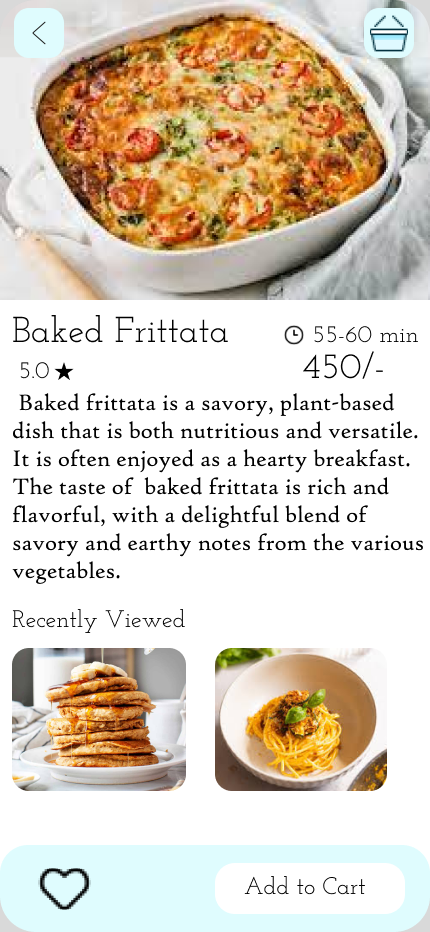 Baked Frittata
55-60 min
5.0 ★
450/-
Baked frittata is a savory, plant-based
dish that is both nutritious and versatile.
It is often enjoyed as a hearty breakfast.
The taste of baked frittata is rich and
flavorful, with a delightful blend of
savory and earthy notes from the various
vegetables.
Recently Viewed
Add to Cart